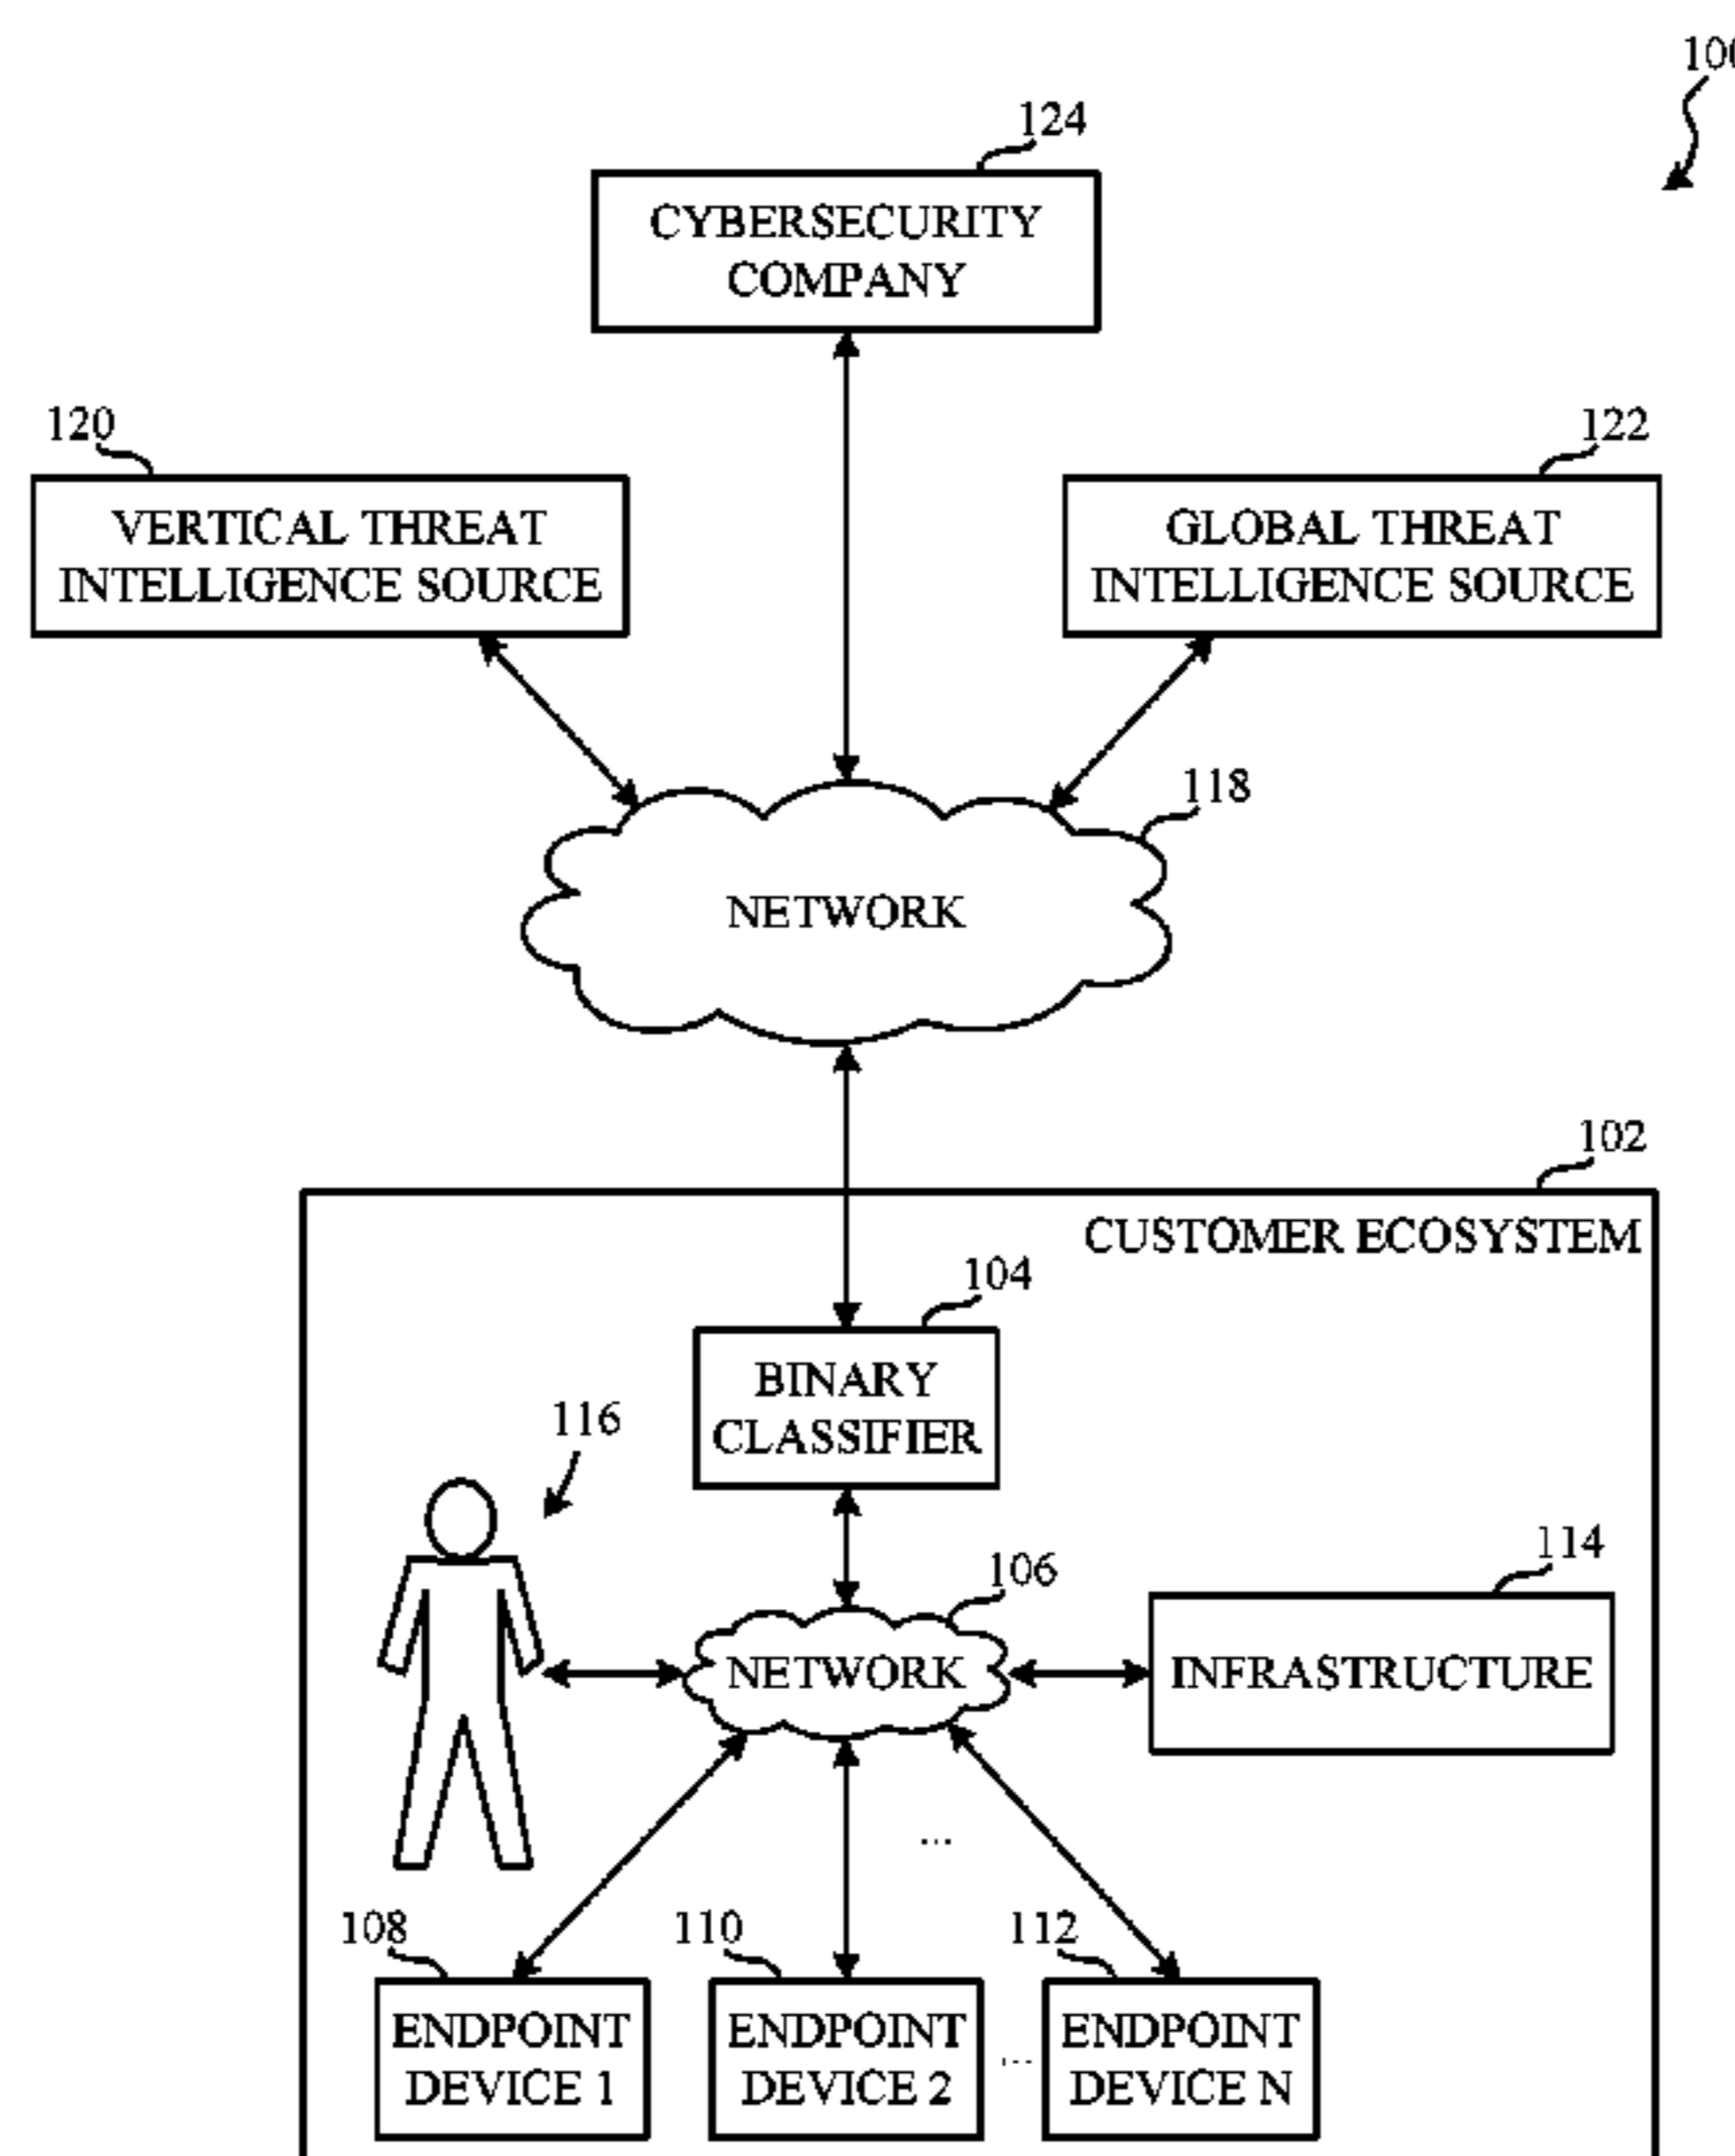 100
124
CYBERSECURITY
COMPANY
120
122
VERTICAL THREAT
INTELLIGENCE SOURCE
GLOBAL THREAT
INTELLIGENCE SOURCE
118
NETWORK
102
CUSTOMER ECOSYSTEM
104
BINARY
CLASSIFIER
116
114
106
NETWORK
INFRASTRUCTURE
...
108
110
112
ENDPOINT
DEVICE 1
ENDPOINT
DEVICE 2
...
ENDPOINT
DEVICE N